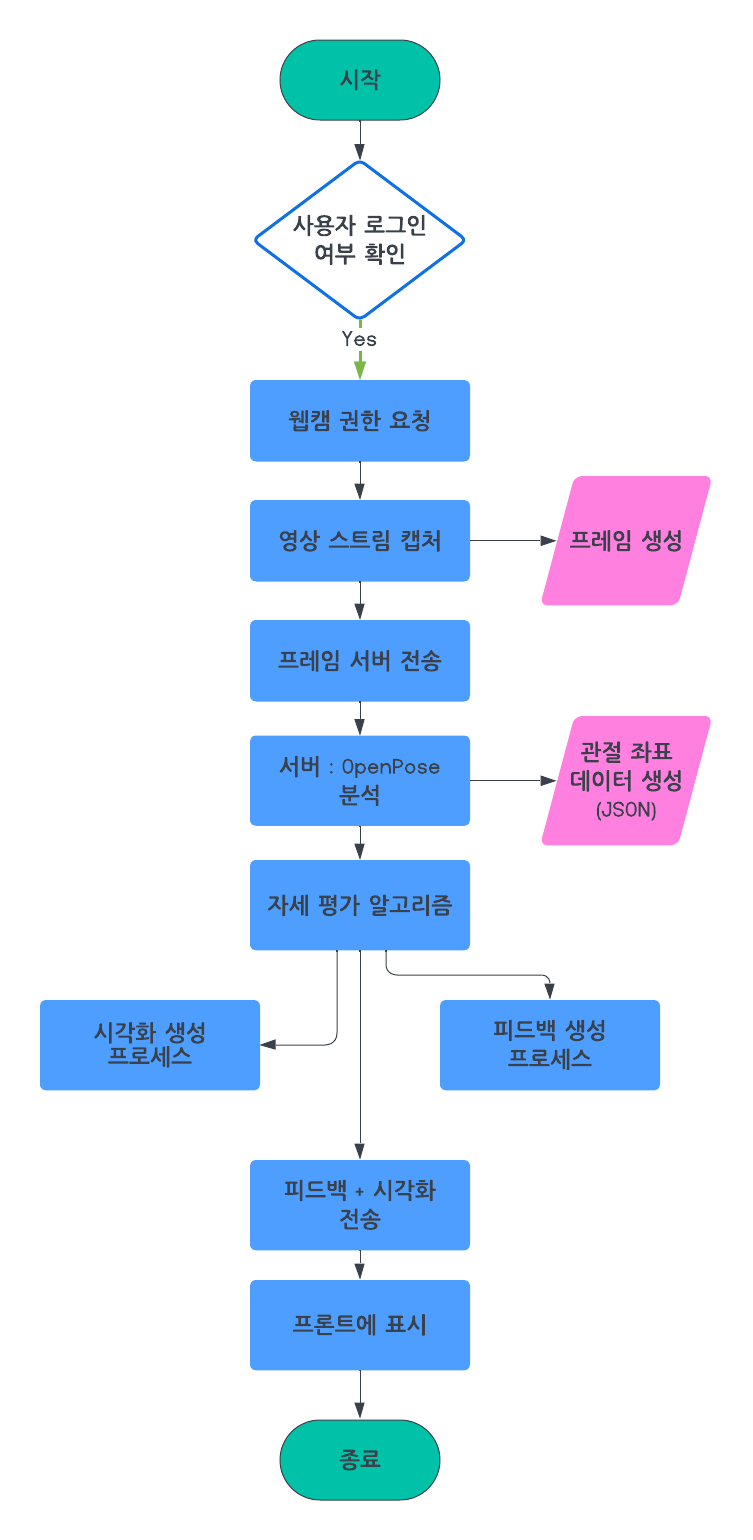 시작
사용자 로그인
여부 확인
Yes
웹캠 권한 요청
영상 스트림 캡처
프레임 생성
프레임 서버 전송
서버 : OpenPose
분석
관절 좌표
데이터 생성
(JSON)
자세 평가 알고리즘
시각화 생성
프로세스
피드백 생성
프로세스
피드백 + 시각화
전송
프론트에 표시
종료